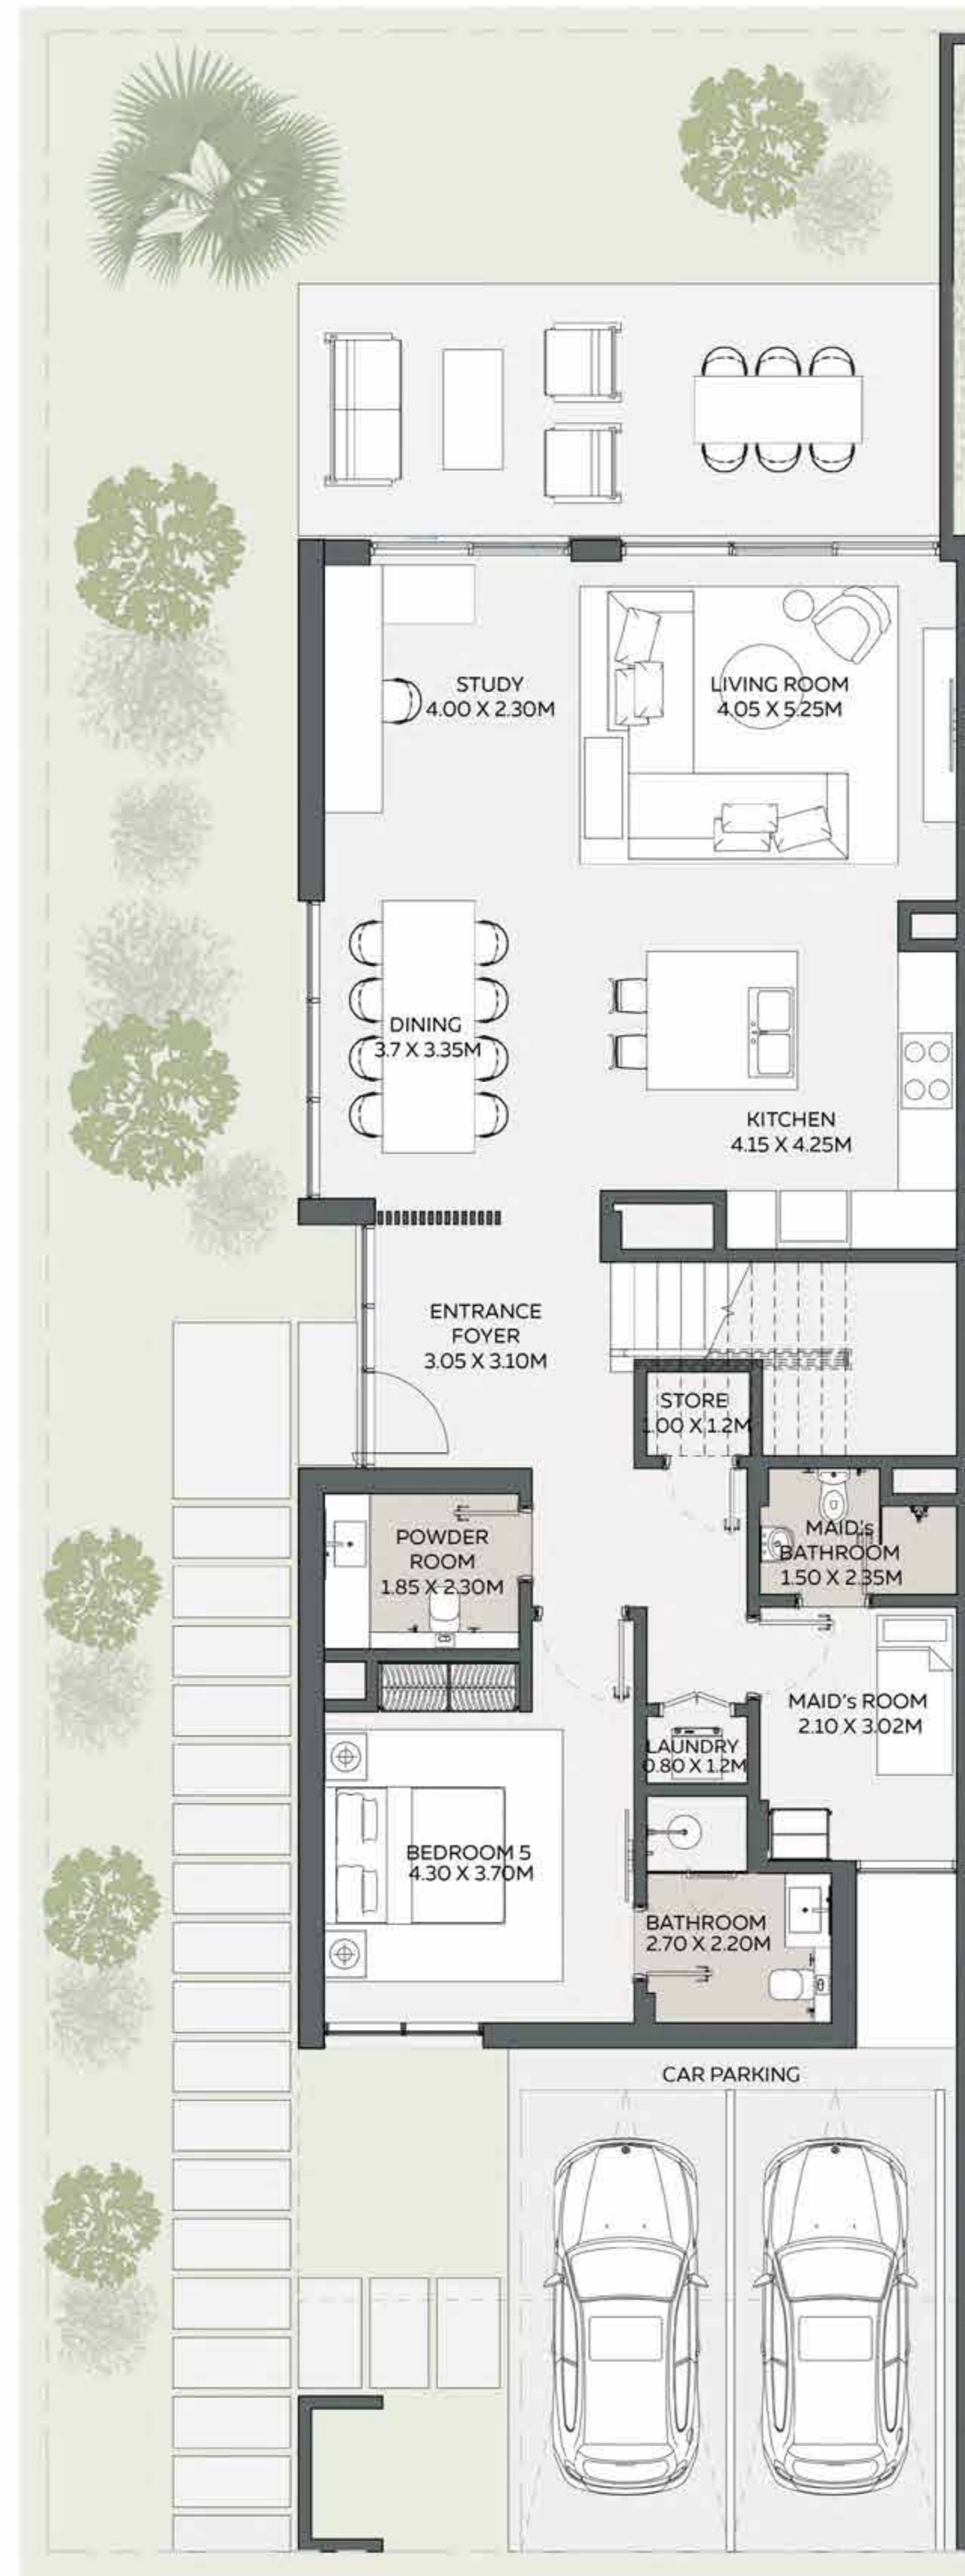 STUDY
4.00 X 2.30M
LIVING ROOM
4.05 X 5.25M
DINING
3.7 X 3.35M
KITCHEN
4.15 X 4.25M
ENTRANCE
FOYER
3.05 X 3.10M
STORE
1.00 X 1.2M
POWDER
ROOM
1.85 X 2.30M
MAID's
BATHROOM
1.50 X 2.35M
MAID's ROOM
2.10 X 3.02M
LAUNDRY
0.80 X 1.2M
BEDROOM 5
4.30 X 3.70M
BATHROOM
2.70 X 2.20M
CAR PARKING